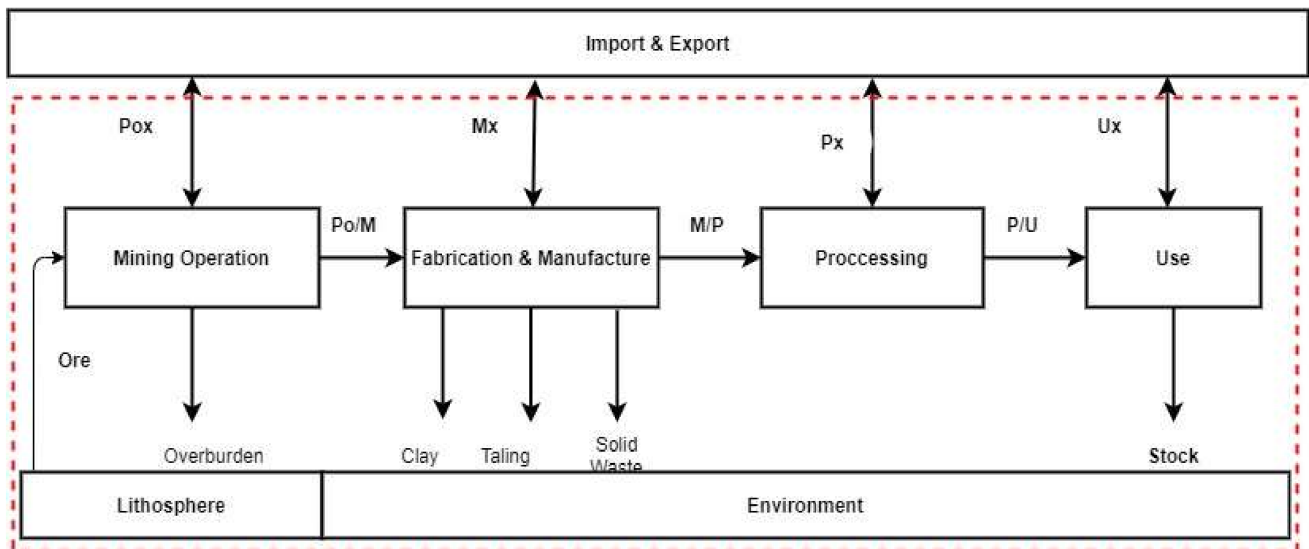 Import & Export
Pox
Mx
Px
Ux
Mining Operation
Po/M
Fabrication & Manufacture
M/P
Proccessing
P/U
Use
Ore
Overburden
Clay
Taling
Solid
Waste
Stock
Lithosphere
Environment